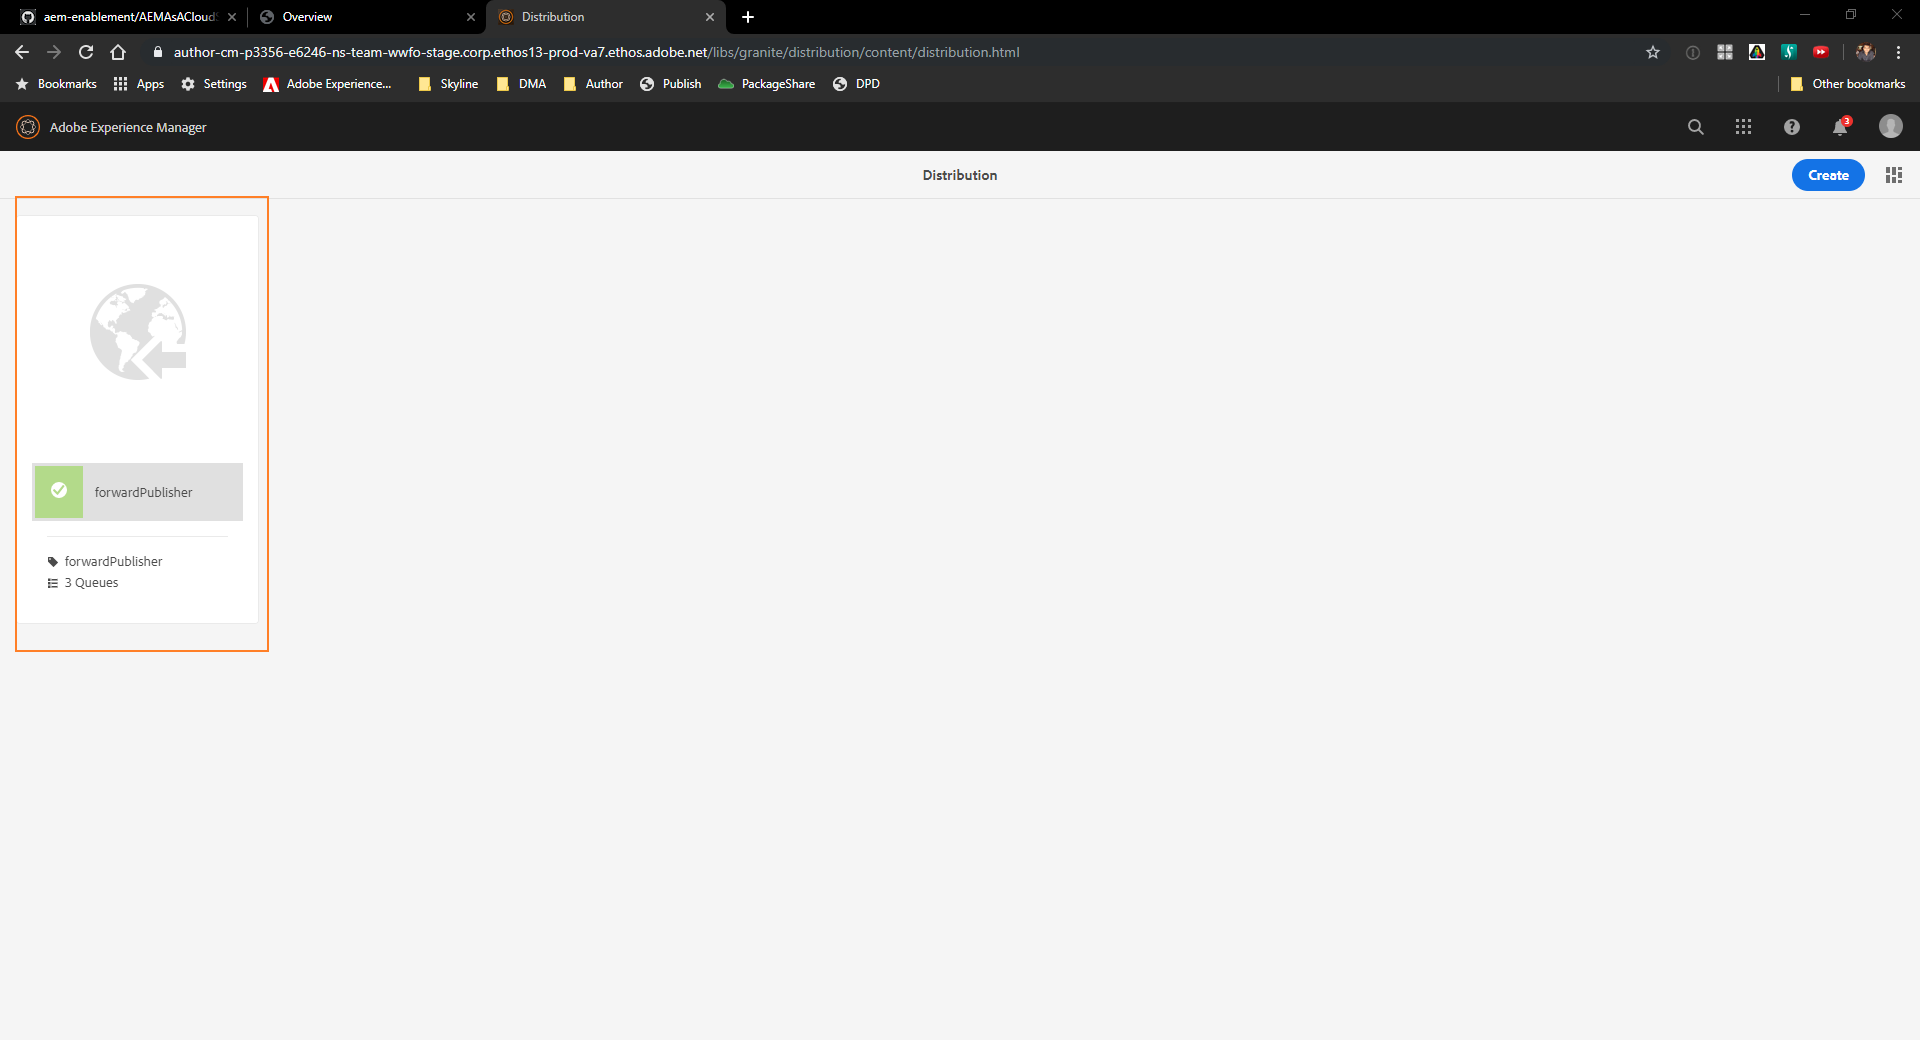 aem-enablement/AEMAsACloudS
Overview
Distribution
author-cm-p3356-e6246-ns-team-wwfo-stage.corp.ethos13-prod-va7.ethos.adobe.net/libs/granite/distribution/content/distribution.html
Bookmarks Apps Settings Adobe Experience... Skyline DMA Author Publish PackageShare DPD Other bookmarks
Adobe Experience Manager
3
Distribution
Create
forwardPublisher
forwardPublisher
3 Queues